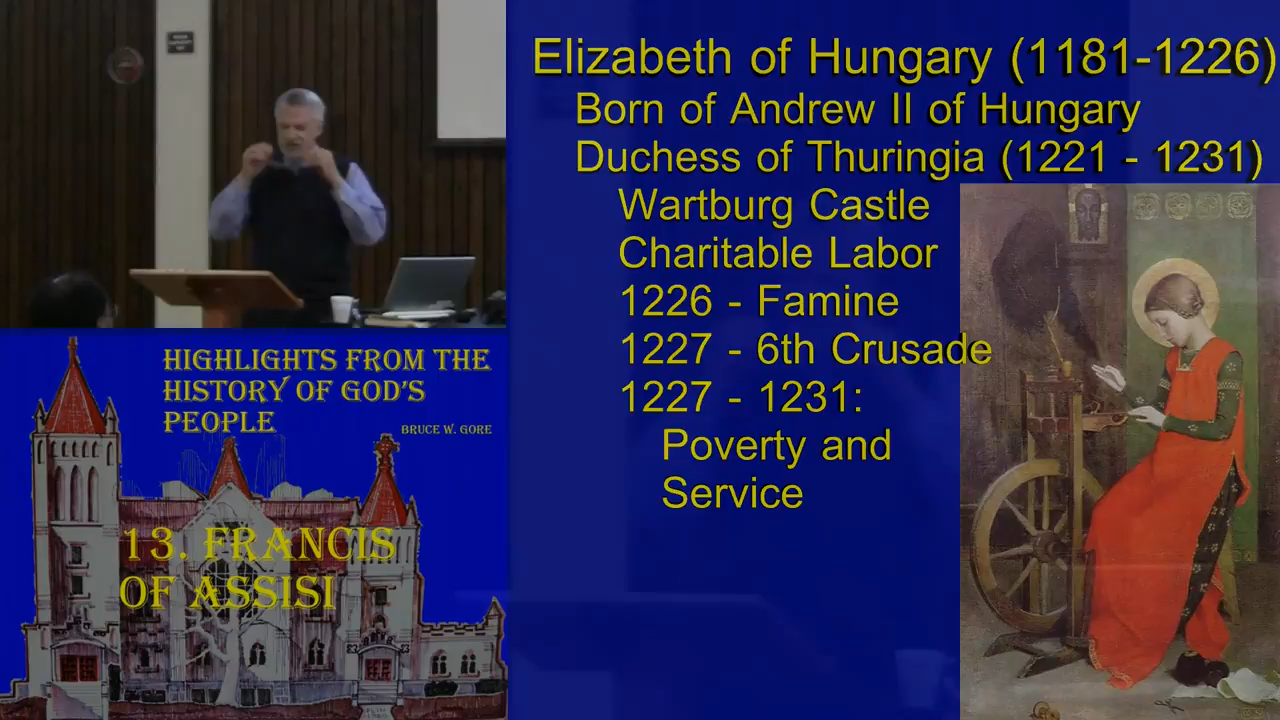 Elizabeth of Hungary (1181-1226)
Born of Andrew II of Hungary
Duchess of Thuringia (1221 - 1231)
Wartburg Castle
Charitable Labor
1226 - Famine
1227 - 6th Crusade
1227 - 1231:
Poverty and
Service
HIGHLIGHTS FROM THE
HISTORY OF GOD'S
PEOPLE
BRUCE W. GORE
13. FRANCIS
OF ASSISI